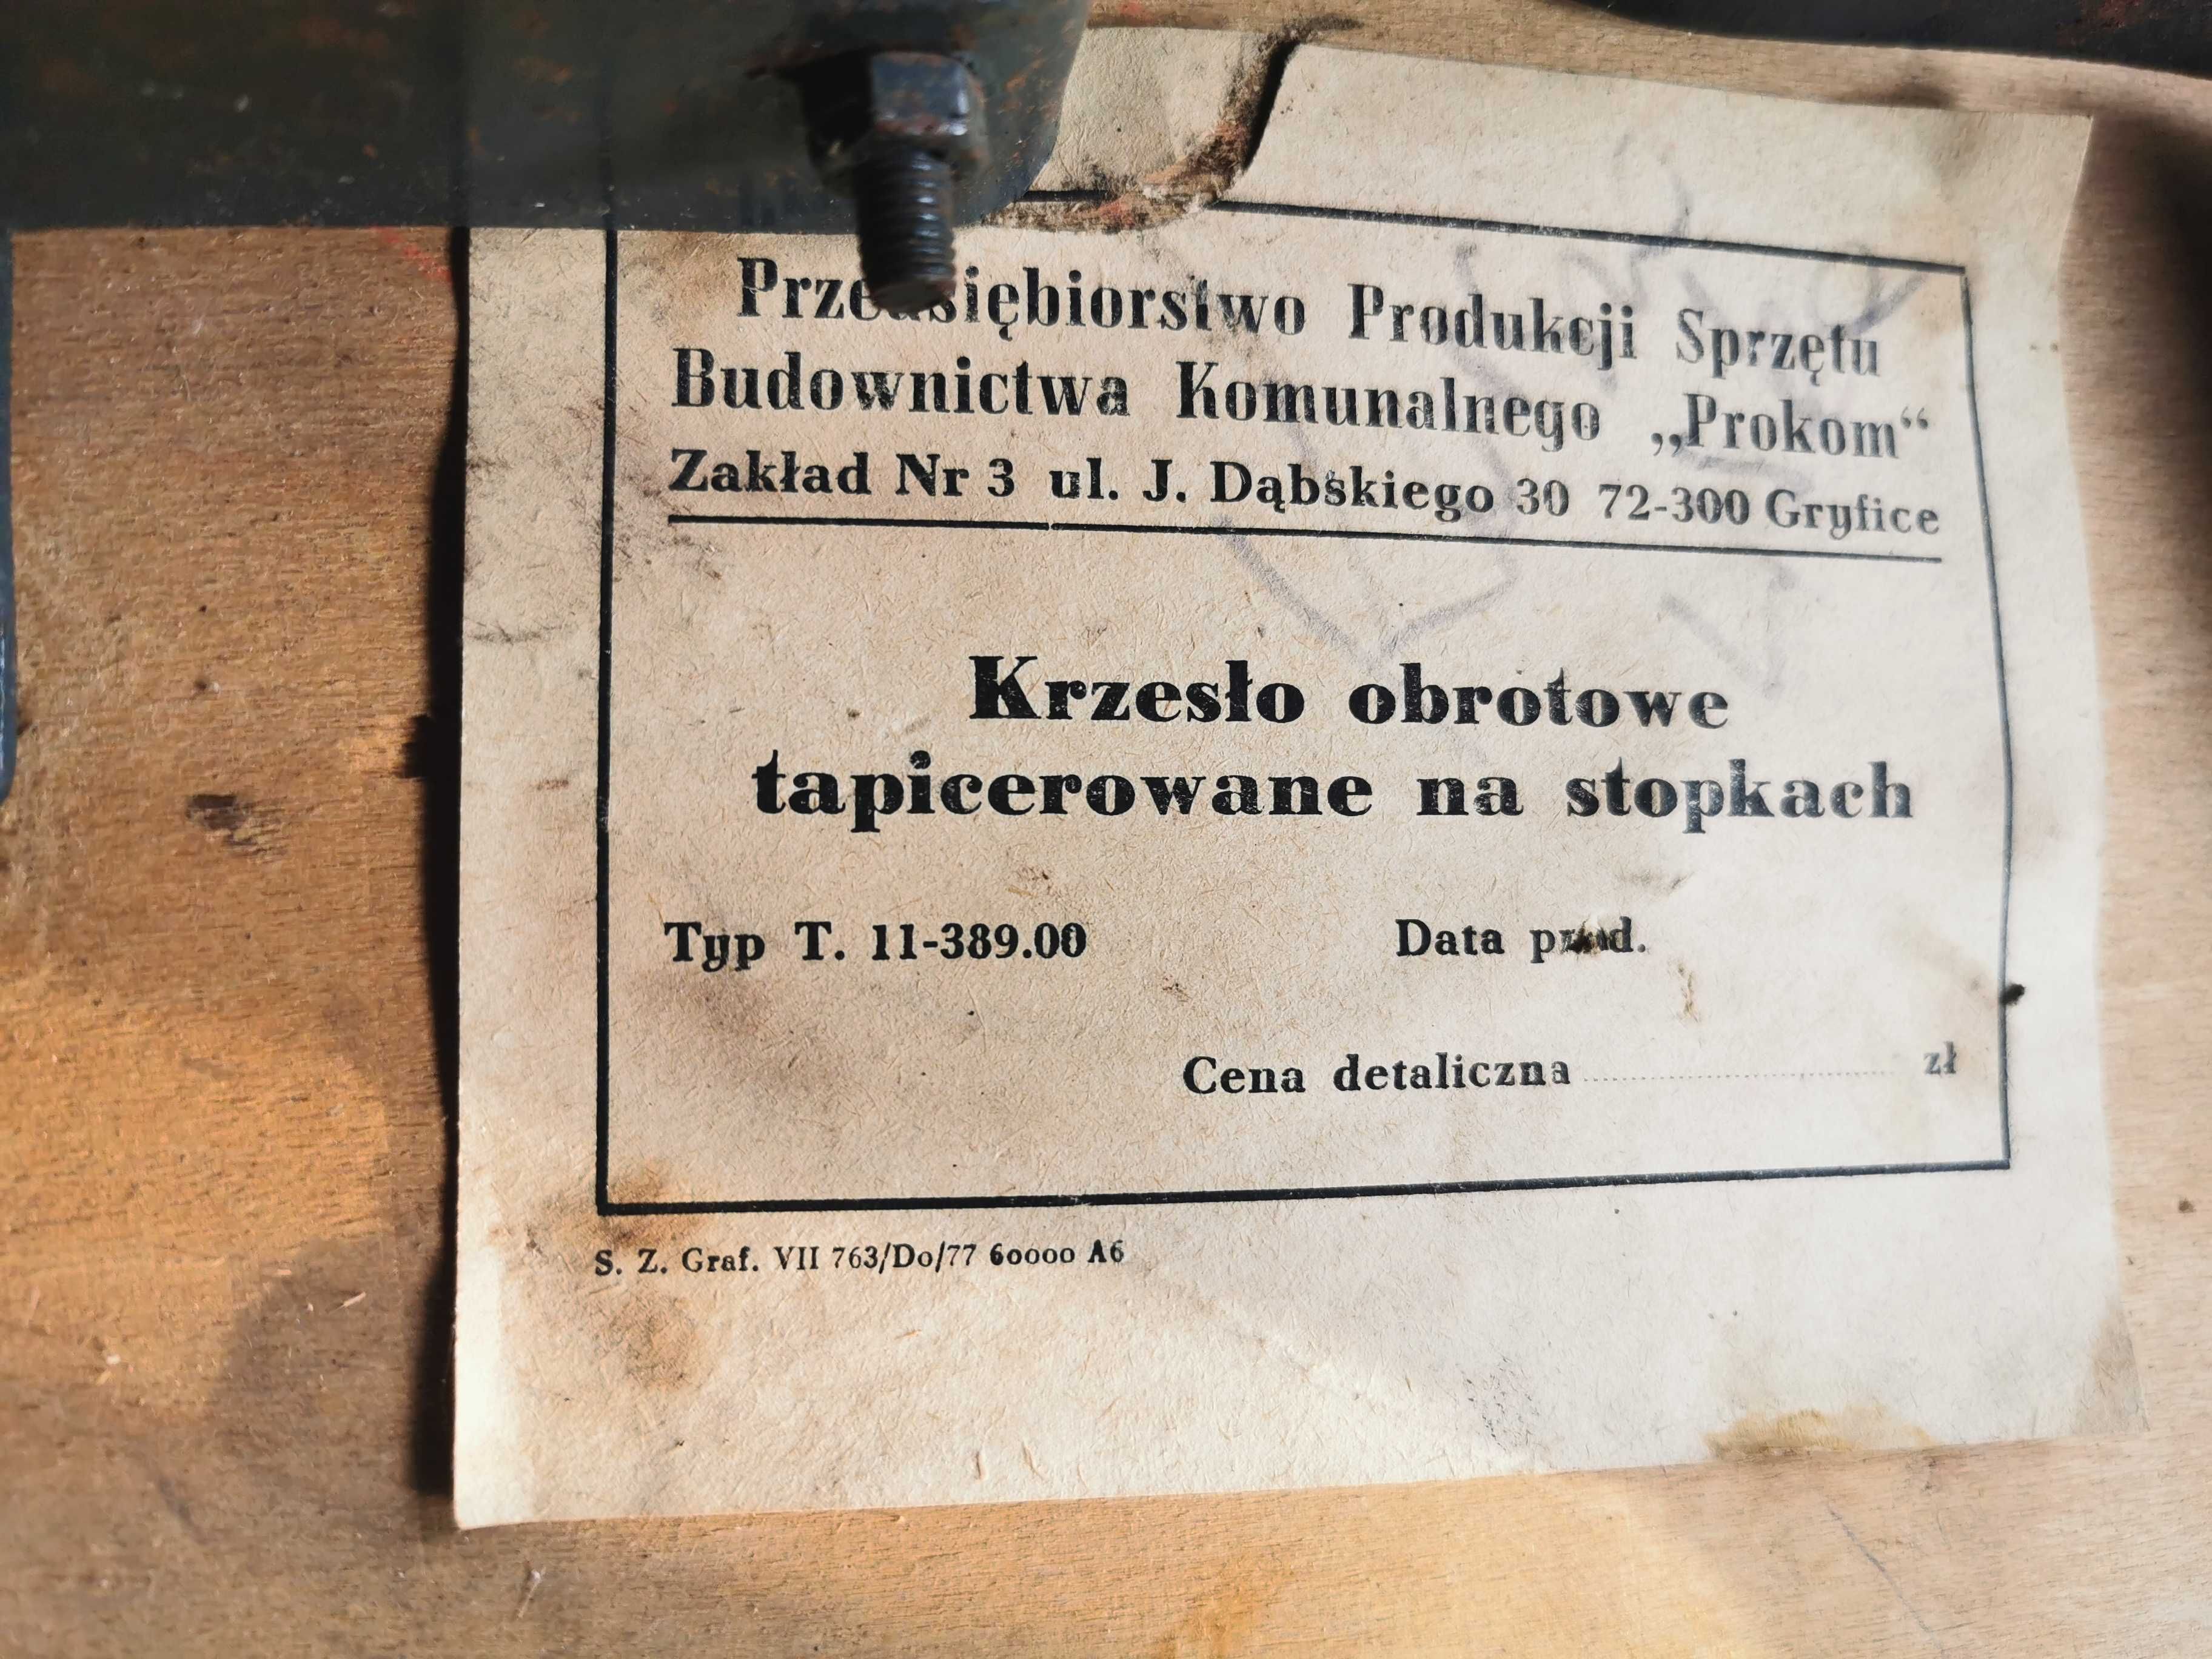 Przedsiębiorstwo Produkcji Sprzętu
Budownictwa Komunalnego „Prokom“
Zakład Nr 3 ul. J. Dąbskiego 30 72-300 Gryfice
Krzesło obrotowe
tapicerowane na stopkach
Typ T. 11-389.00 Data prod.
Cena detaliczna zł
S. Z. Graf. VII 763/Do/77 60000 A6